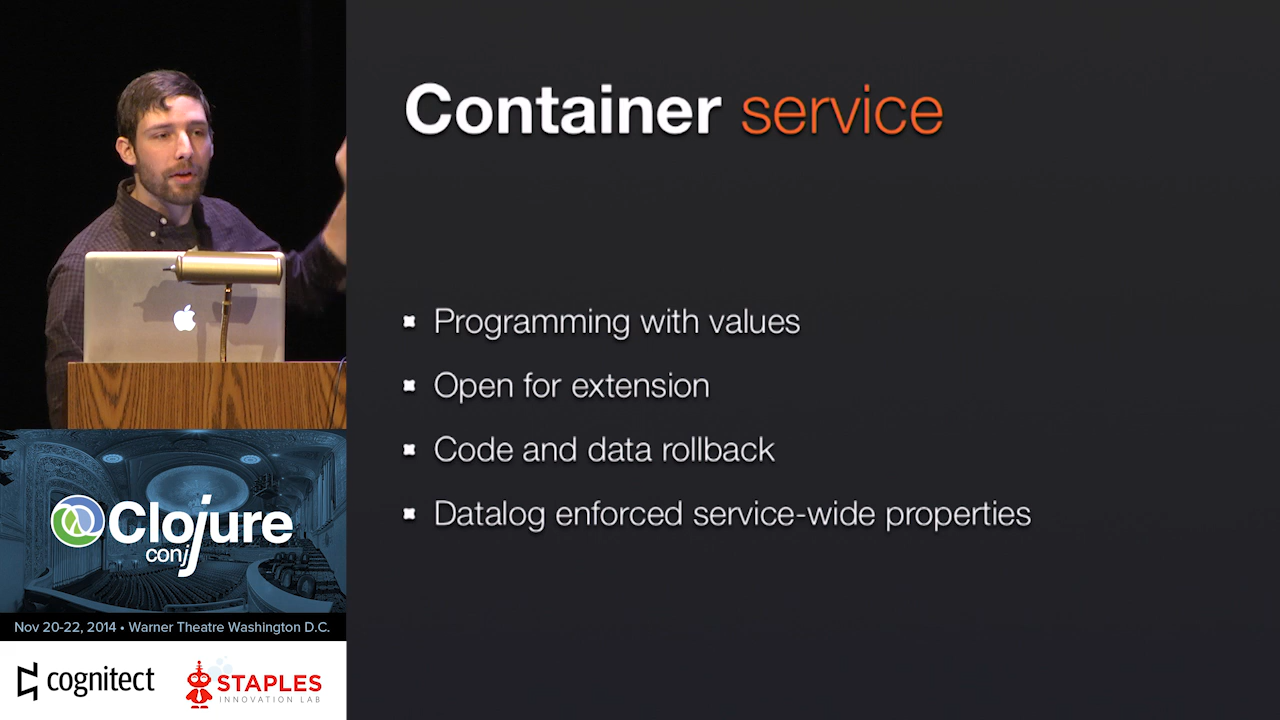 Container service
Programming with values
Open for extension
Code and data rollback
Datalog enforced service-wide properties
Clojure
conj
Nov 20-22, 2014 • Warner Theatre Washington D.C.
cognitect
STAPLES
INNOVATION LAB